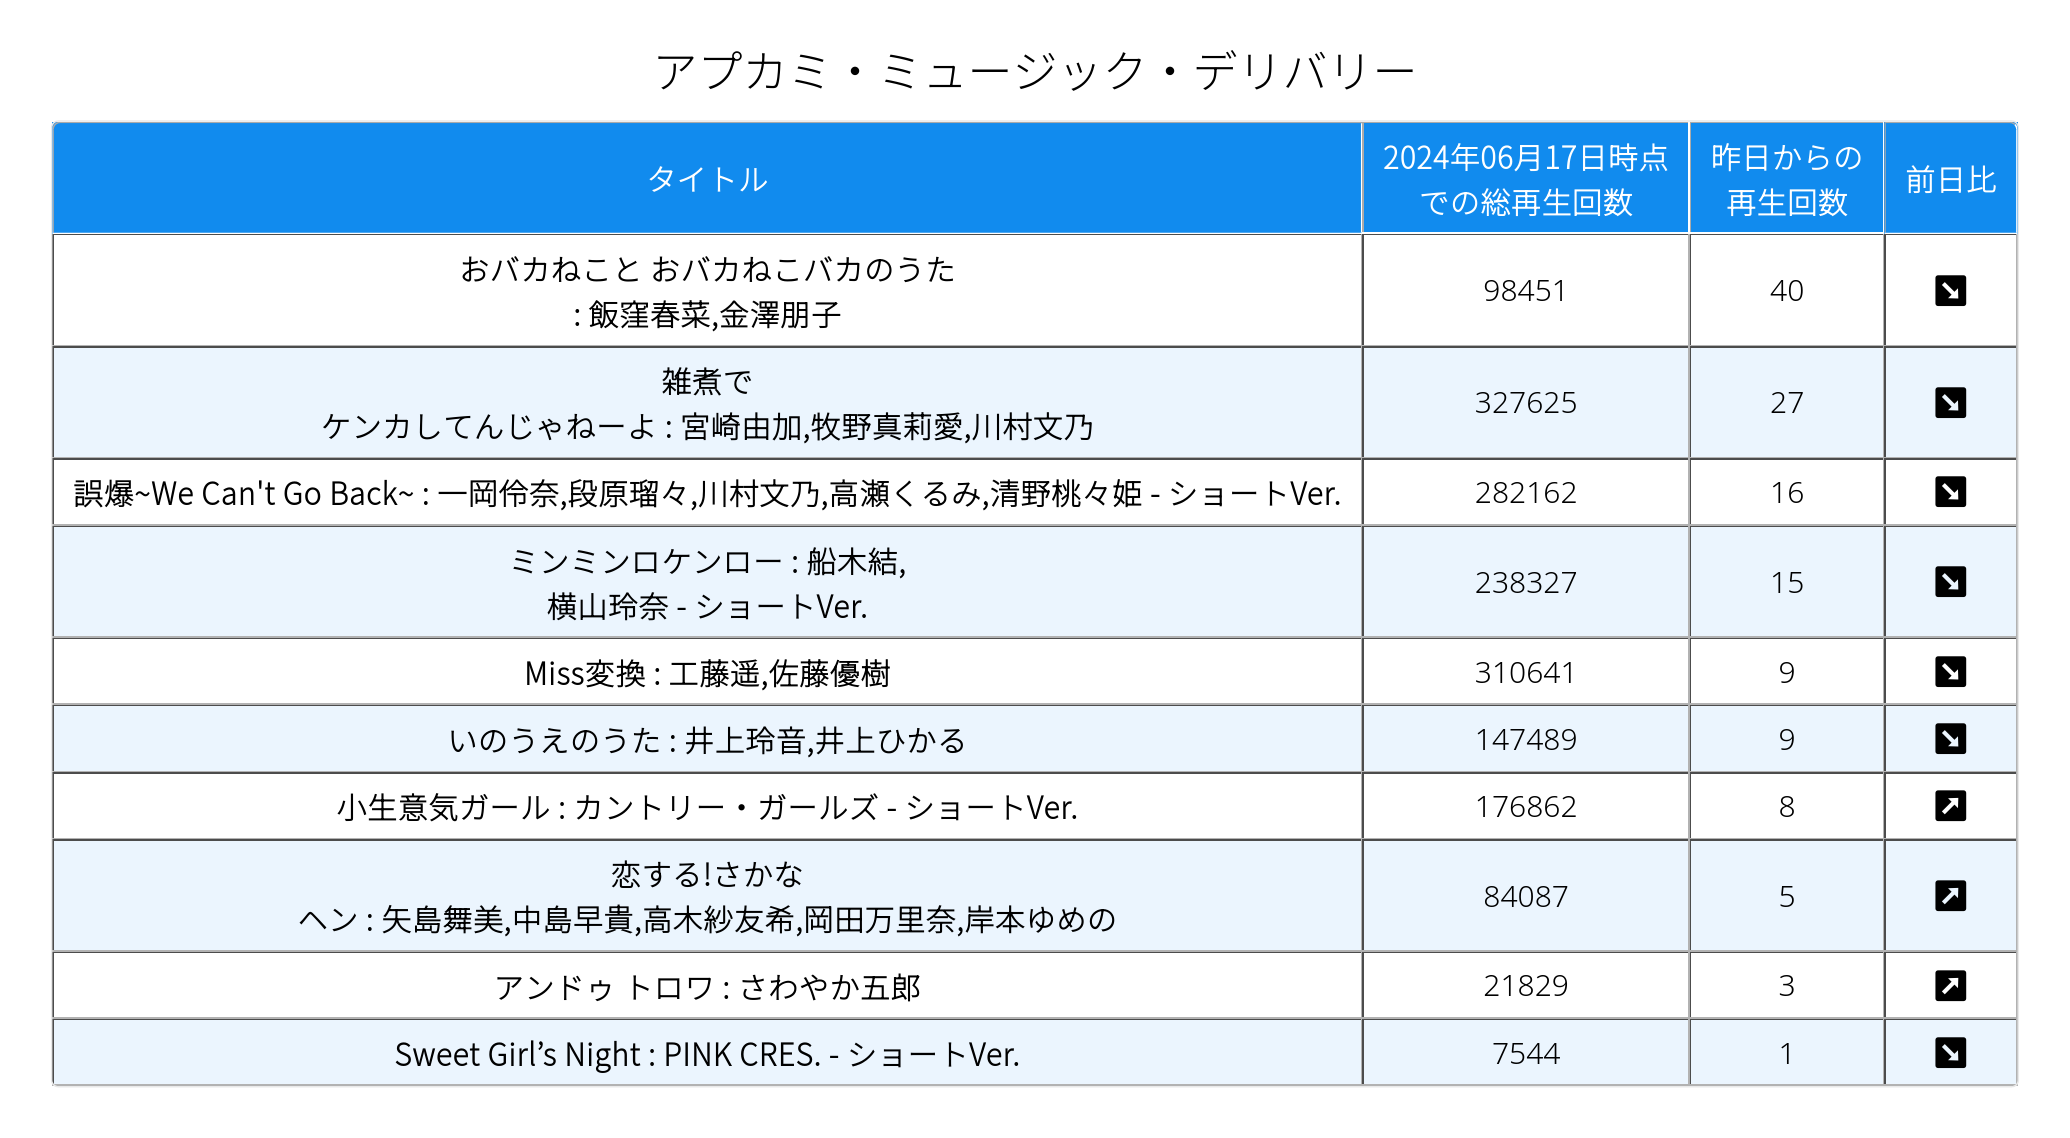 アプカミ・ミュージック・デリバリー
タイトル
2024年06月17日時点
での総再生回数
昨日からの
再生回数
前日比
おバカねこと おバカねこバカのうた
: 飯窪春菜,金澤朋子
98451
40
雑煮で
ケンカしてんじゃねーよ : 宮崎由加,牧野真莉愛,川村文乃
327625
27
誤爆~We Can't Go Back~ : 一岡伶奈,段原瑠々,川村文乃,高瀬くるみ,清野桃々姫 - ショートVer.
282162
16
ミンミンロケンロー : 船木結,
横山玲奈 - ショートVer.
238327
15
Miss変換 : 工藤遥,佐藤優樹
310641
9
いのうえのうた : 井上玲音,井上ひかる
147489
9
小生意気ガール : カントリー・ガールズ - ショートVer.
176862
8
恋する!さかな
ヘン : 矢島舞美,中島早貴,高木紗友希,岡田万里奈,岸本ゆめの
84087
5
アンドゥ トロワ : さわやか五郎
21829
3
Sweet Girl’s Night : PINK CRES. - ショートVer.
7544
1